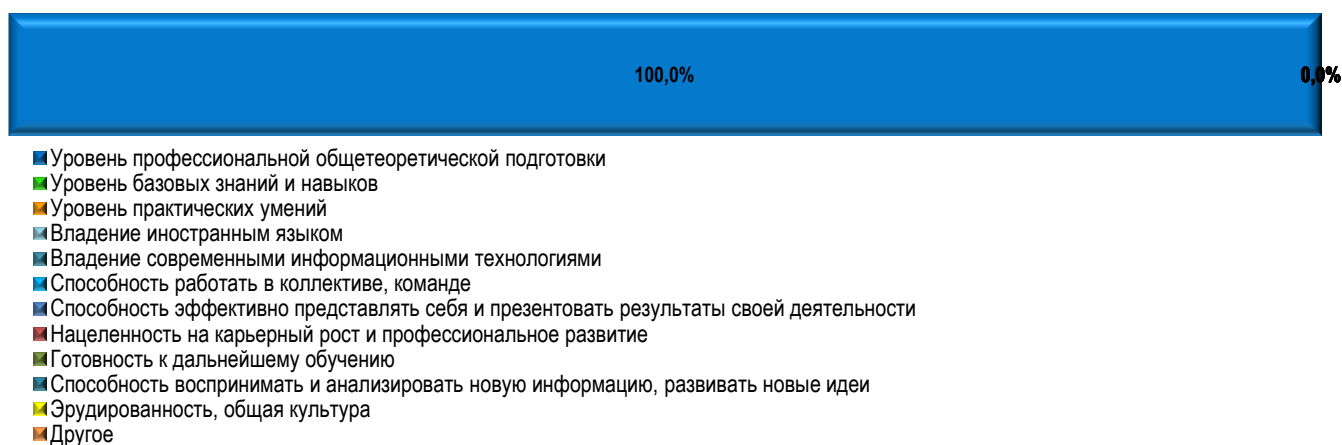 100,0% 0,0%
Уровень профессиональной общетеоретической подготовки
Уровень базовых знаний и навыков
Уровень практических умений
Владение иностранным языком
Владение современными информационными технологиями
Способность работать в коллективе, команде
Способность эффективно представлять себя и презентовать результаты своей деятельности
Нацеленность на карьерный рост и профессиональное развитие
Готовность к дальнейшему обучению
Способность воспринимать и анализировать новую информацию, развивать новые идеи
Эрудированность, общая культура
Другое